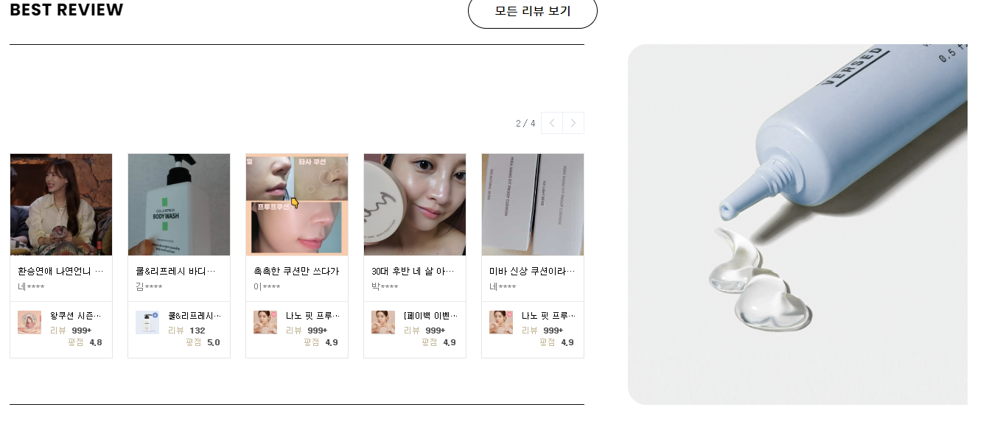 BEST REVIEW
모든 리뷰 보기
VERSED
0.5 f
2 / 4
타사 쿠션
프루프쿠션
COOL & REFRESH
BODY WASH
환승연애 나연언니 ...
네****
쿨&리프레시 바디...
김****
촉촉한 쿠션만 쓰다가
이****
30대 후반 네 살 아...
박****
미바 신상 쿠션이라...
네****
왕쿠션 시즌...
리뷰 999+
평점 4.8
쿨&리프레시...
리뷰 132
평점 5.0
나노 핏 프루...
리뷰 999+
평점 4.9
[페이백 이벤...
리뷰 999+
평점 4.9
나노 핏 프루...
리뷰 999+
평점 4.9